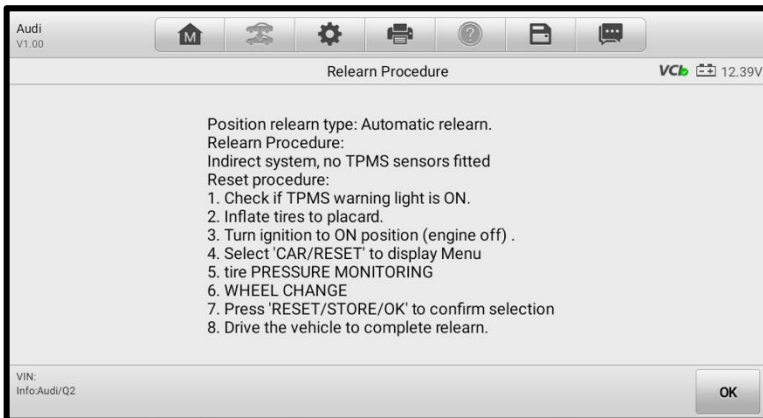 Audi
V1.00
M
Relearn Procedure
VCI 12.39V
Position relearn type: Automatic relearn.
Relearn Procedure:
Indirect system, no TPMS sensors fitted
Reset procedure:
1. Check if TPMS warning light is ON.
2. Inflate tires to placard.
3. Turn ignition to ON position (engine off) .
4. Select 'CAR/RESET' to display Menu
5. tire PRESSURE MONITORING
6. WHEEL CHANGE
7. Press 'RESET/STORE/OK' to confirm selection
8. Drive the vehicle to complete relearn.
VIN:
Info:Audi/Q2
OK